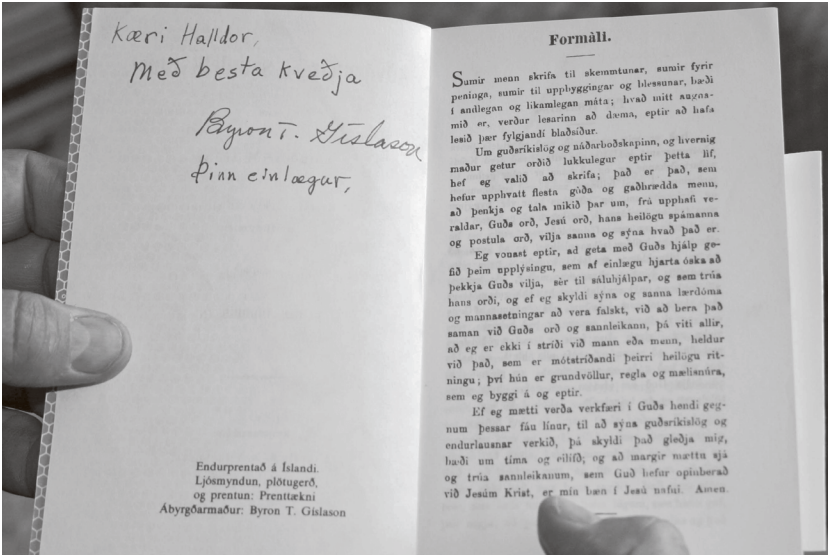 Kæri Halldor,
Með besta kveðja
Byron T. Gíslason
Þinn einlægur,
Endurprentað á Íslandi.
Ljósmyndun, plötugerð,
og prentun: Prenttækni
Ábyrgðarmaður: Byron T. Gíslason
Formàli.
Sumir menn skrifa til skemmtunar, sumir fyrir
peninga, sumir til uppbyggingar og blessunar, bæði
í andlegan og líkamlegan máta; hvað mitt augna-
mið er, verður lesarinn að dæma, eptir að hafa
lesið þær fylgjandi blaðsíður.
Um guðsríkislög og náðarboðskapinn, og hvernig
maður getur orðið lukkulegur eptir þetta líf,
hef eg valið að skrifa; það er það, sem
hefur upphvatt flesta góða og guðhrædda menn,
að þenkja og tala mikið þar um, frá upphafi ve-
raldar, Guðs orð, Jesú orð, hans heilögu spámanna
og postula orð, vilja sanna og sýna hvað það er.
Eg vonast eptir, að geta með Guðs hjálp ge-
fið þeim upplýsingu, sem af einlægu hjarta óska að
þekkja Guðs vilja, sèr til sáluhjálpar, og sem trúa
hans orði, og ef eg skyldi sýna og sanna lærdóma
og mannasetningar að vera falskt, við að bera það
saman við Guðs orð og sannleikann, þá viti allir,
að eg er ekki í stríði við mann eða menn, heldur
við það, sem er mótstríðandi þeirri heilögu rit-
ningu; því hún er grundvöllur, regla og mælisnúra,
sem eg byggi á og eptir.
Ef eg mætti verða verkfæri í Guðs hendi geg-
num þessar fáu línur, til að sýna guðsríkislög og
endurlausnar verkið, þá skyldi það gleðja mig,
bæði um tíma og eilífð; og að margir mættu sjá
og trúa sannleikanum, sem Guð hefur opinberað
við Jesúm Krist, er mín bæn í Jesú nafni. Amen.